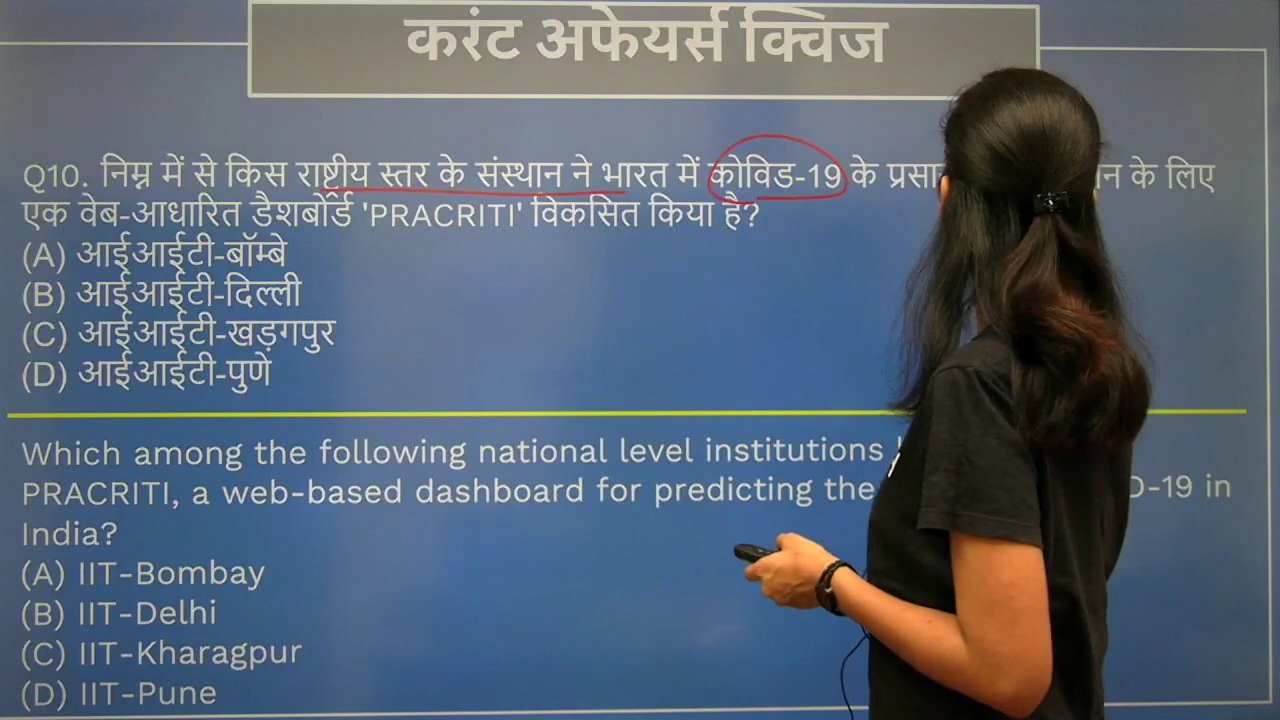 करंट अफेयर्स क्विज
Q10. निम्न में से किस राष्ट्रीय स्तर के संस्थान ने भारत में कोविड-19 के के लिए
एक वेब-आधारित डैशबोर्ड 'PRACRITI' विकसित किया है?
(A) आईआईटी-बॉम्बे
(B) आईआईटी-दिल्ली
(C) आईआईटी-खड़गपुर
(D) आईआईटी-पुणे
Which among the following national level institutions
PRACRITI, a web-based dashboard for predicting the D-19 in
India?
(A) IIT-Bombay
(B) IIT-Delhi
(C) IIT-Kharagpur
(D) IIT-Pune